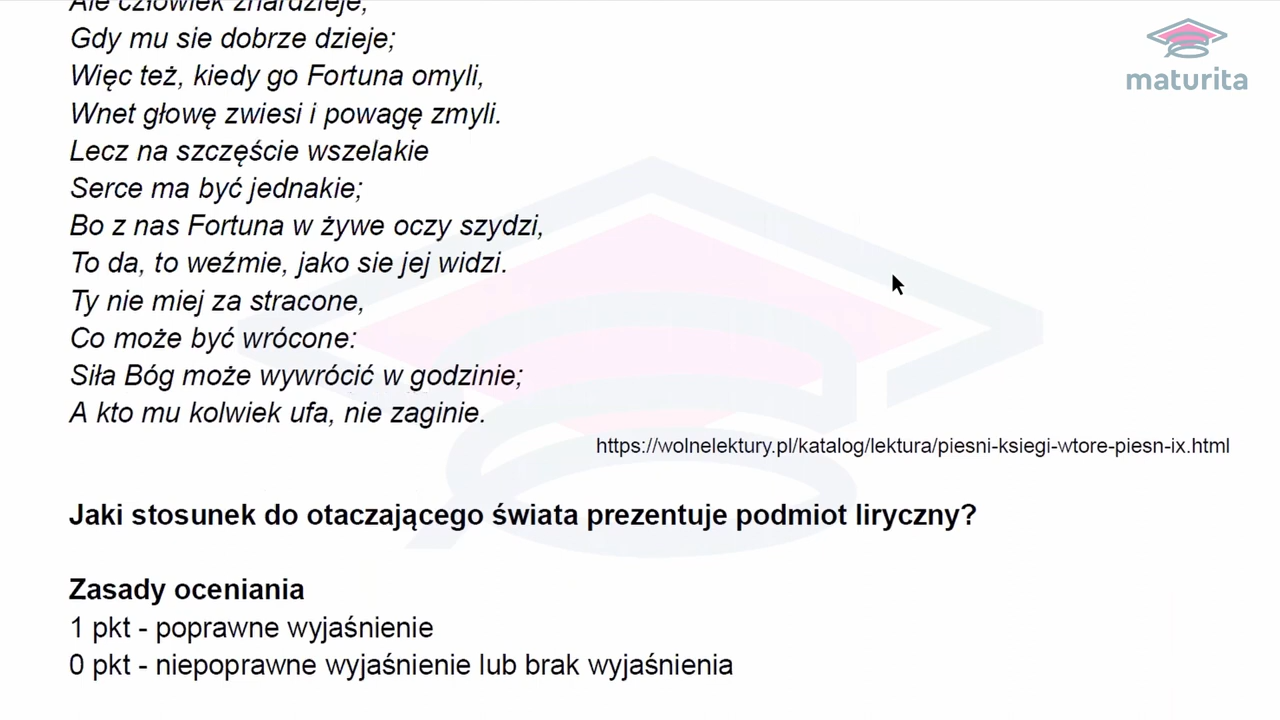 Ale człowiek zhardzieje,
Gdy mu sie dobrze dzieje;
Więc też, kiedy go Fortuna omyli,
Wnet głowę zwiesi i powagę zmyli.
Lecz na szczęście wszelakie
Serce ma być jednakie;
Bo z nas Fortuna w żywe oczy szydzi,
To da, to weźmie, jako sie jej widzi.
Ty nie miej za stracone,
Co może być wrócone:
Siła Bóg może wywrócić w godzinie;
A kto mu kolwiek ufa, nie zaginie.
https://wolnelektury.pl/katalog/lektura/piesni-ksiegi-wtore-piesn-ix.html
Jaki stosunek do otaczającego świata prezentuje podmiot liryczny?
Zasady oceniania
1 pkt - poprawne wyjaśnienie
0 pkt - niepoprawne wyjaśnienie lub brak wyjaśnienia
maturita